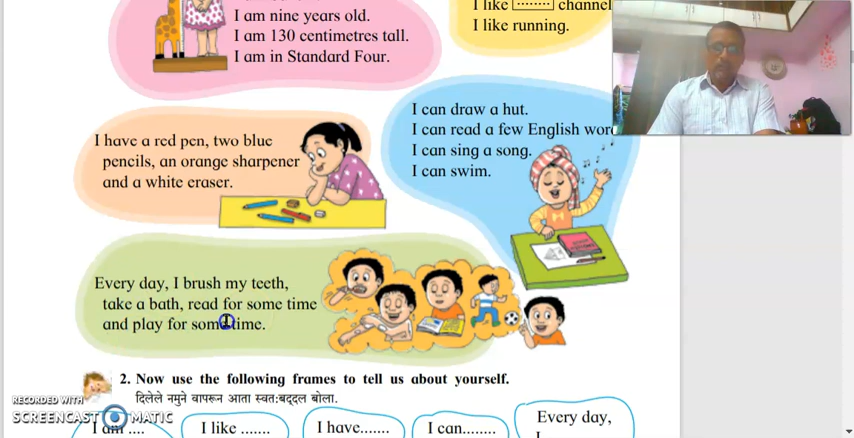 I am nine years old.
I am 130 centimetres tall.
I am in Standard Four.
I like ........ channel
I like running.
I have a red pen, two blue
pencils, an orange sharpener
and a white eraser.
I can draw a hut.
I can read a few English wor
I can sing a song.
I can swim.
Every day, I brush my teeth,
take a bath, read for some time
and play for some time.
2. Now use the following frames to tell us about yourself.
दिलेले नमुने वापरून आता स्वतःबद्दल बोला.
I am ....
I like .......
I have.......
I can........
Every day,
I
RECORDED WITH
SCREENCAST MATIC